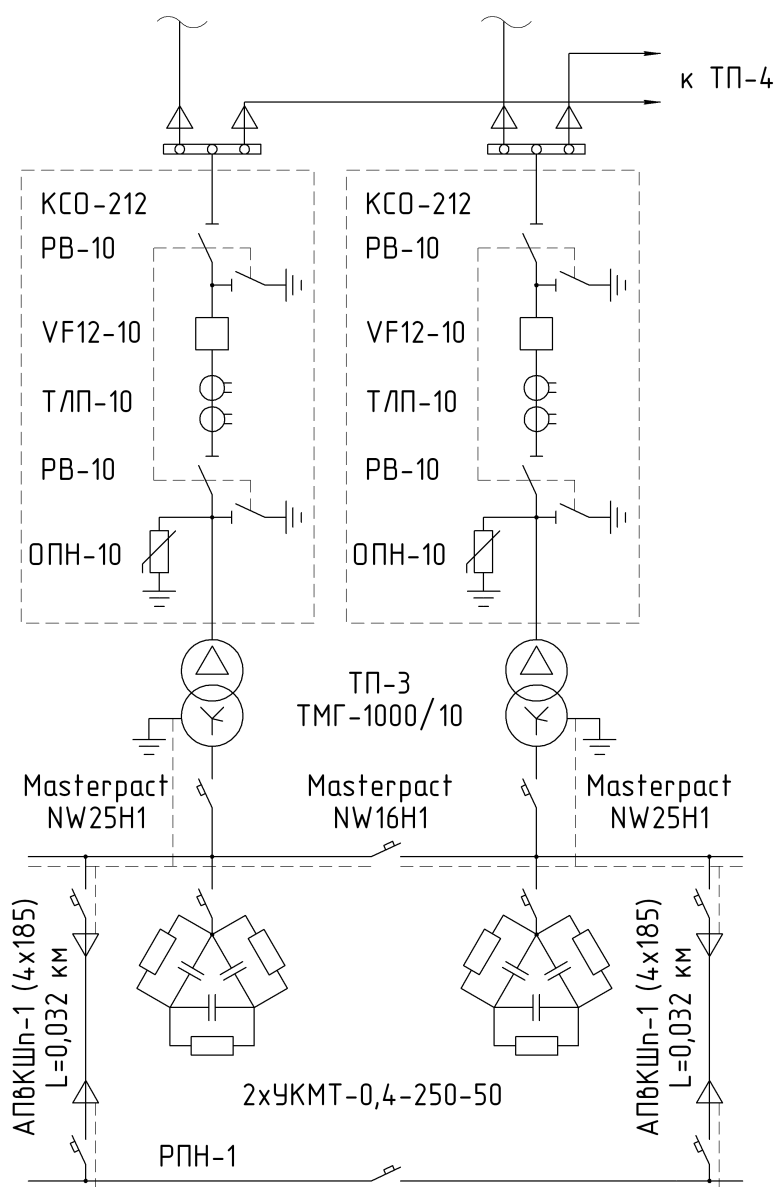 к ТП-4
КСО-212
РВ-10
VF12-10
ТЛП-10
РВ-10
ОПН-10
КСО-212
РВ-10
VF12-10
ТЛП-10
РВ-10
ОПН-10
ТП-3
ТМГ-1000/10
Masterpact
NW25H1
Masterpact
NW16H1
Masterpact
NW25H1
АПвКШп-1 (4х185)
L=0,032 км
АПвКШп-1 (4х185)
L=0,032 км
2хУКМТ-0,4-250-50
РПН-1